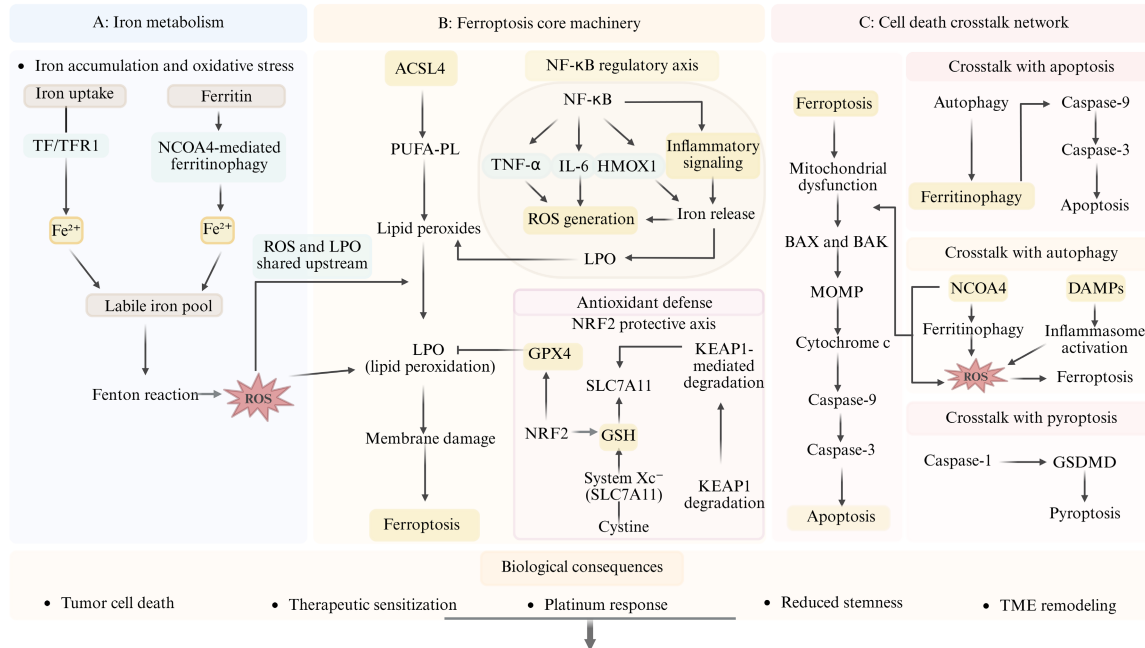 A: Iron metabolism
• Iron accumulation and oxidative stress
Iron uptake
Ferritin
TF/TFR1
NCOA4-mediated
ferritinophagy
Fe²⁺
Fe²⁺
Labile iron pool
Fenton reaction
ROS
ROS and LPO
shared upstream
B: Ferroptosis core machinery
ACSL4
PUFA-PL
Lipid peroxides
LPO
(lipid peroxidation)
Membrane damage
Ferroptosis
NF-κB regulatory axis
NF-κB
TNF-α
IL-6
HMOX1
Inflammatory
signaling
ROS generation
Iron release
LPO
Antioxidant defense
NRF2 protective axis
GPX4
SLC7A11
KEAP1-
mediated
degradation
NRF2
GSH
System Xc⁻
(SLC7A11)
Cystine
KEAP1
degradation
C: Cell death crosstalk network
Ferroptosis
Mitochondrial
dysfunction
BAX and BAK
MOMP
Cytochrome c
Caspase-9
Caspase-3
Apoptosis
Crosstalk with apoptosis
Autophagy
Ferritinophagy
Caspase-9
Caspase-3
Apoptosis
Crosstalk with autophagy
NCOA4
DAMPs
Ferritinophagy
Inflammasome
activation
ROS
Ferroptosis
Crosstalk with pyroptosis
Caspase-1
GSDMD
Pyroptosis
Biological consequences
• Tumor cell death
• Therapeutic sensitization
• Platinum response
• Reduced stemness
• TME remodeling